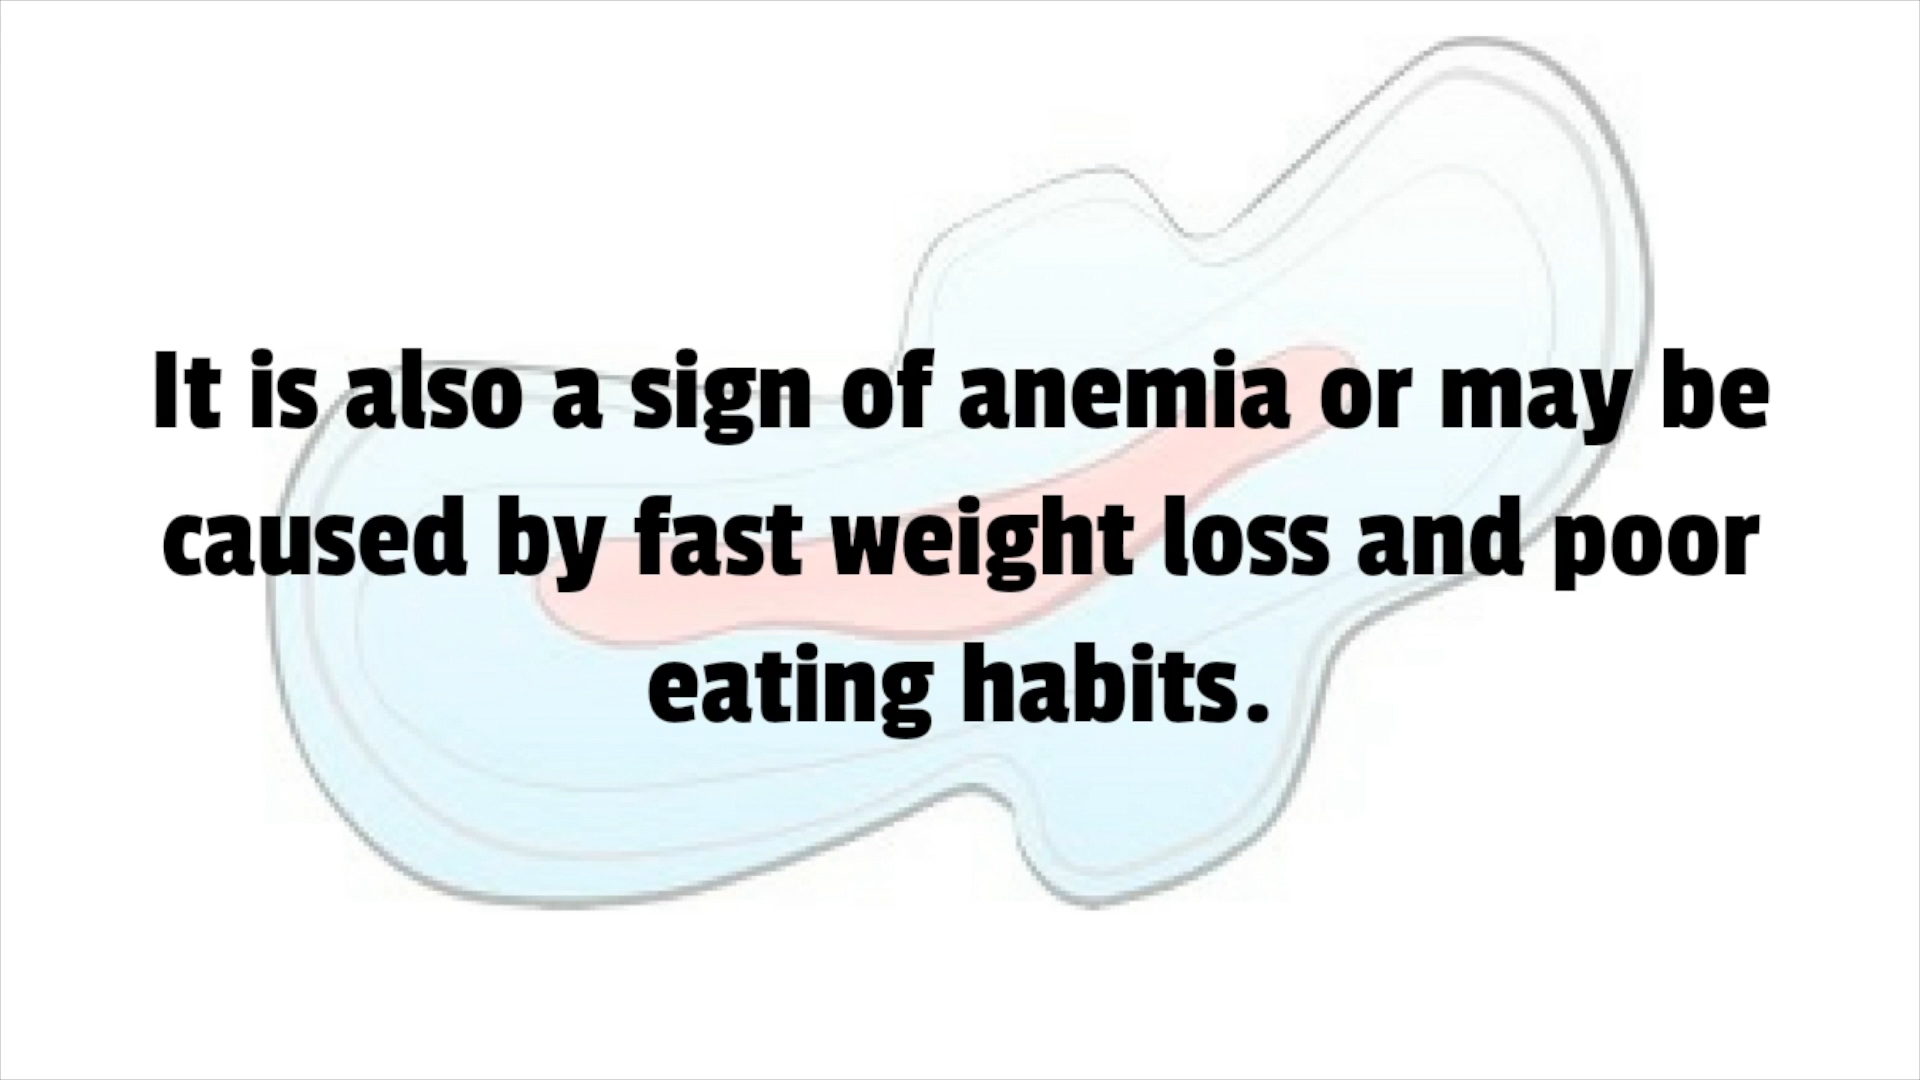 It is also a sign of anemia or may be
caused by fast weight loss and poor
eating habits.